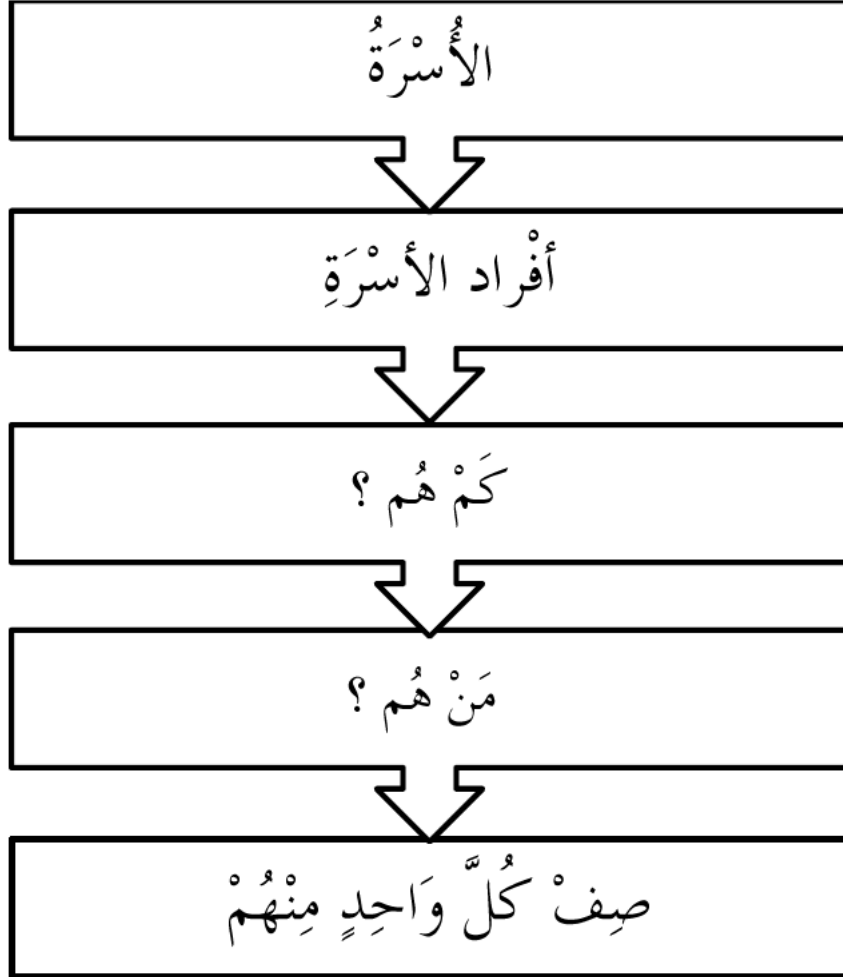 الأُسْرَةُ
أفْراد الأسْرَةِ
كَمْ هُم ؟
مَنْ هُم ؟
صِفْ كُلَّ وَاحِدٍ مِنْهُمْ